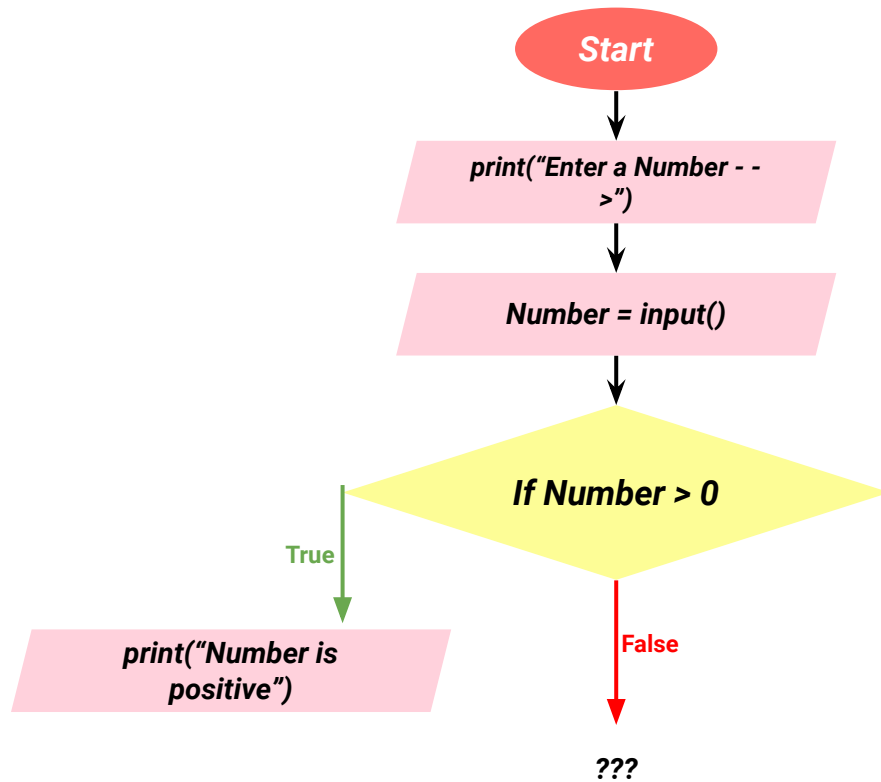 Start
print(“Enter a Number - -
>”)
Number = input()
If Number > 0
True
False
print(“Number is
positive”)
???